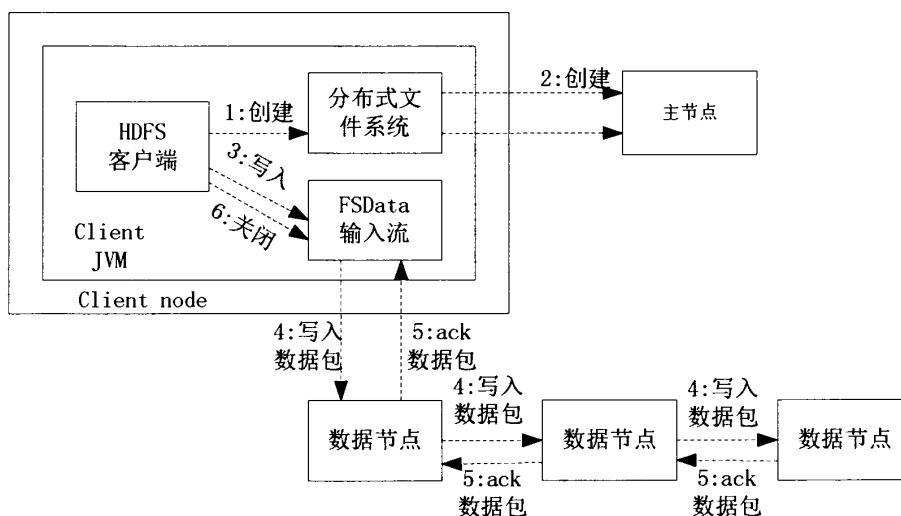 1:创建
分布式文
件系统
2:创建
主节点
HDFS
客户端
3:写入
6:关闭
FSData
输入流
Client
JVM
Client node
4:写入
数据包
5:ack
数据包
4:写入
数据包
4:写入
数据包
数据节点
数据节点
数据节点
5:ack
数据包
5:ack
数据包